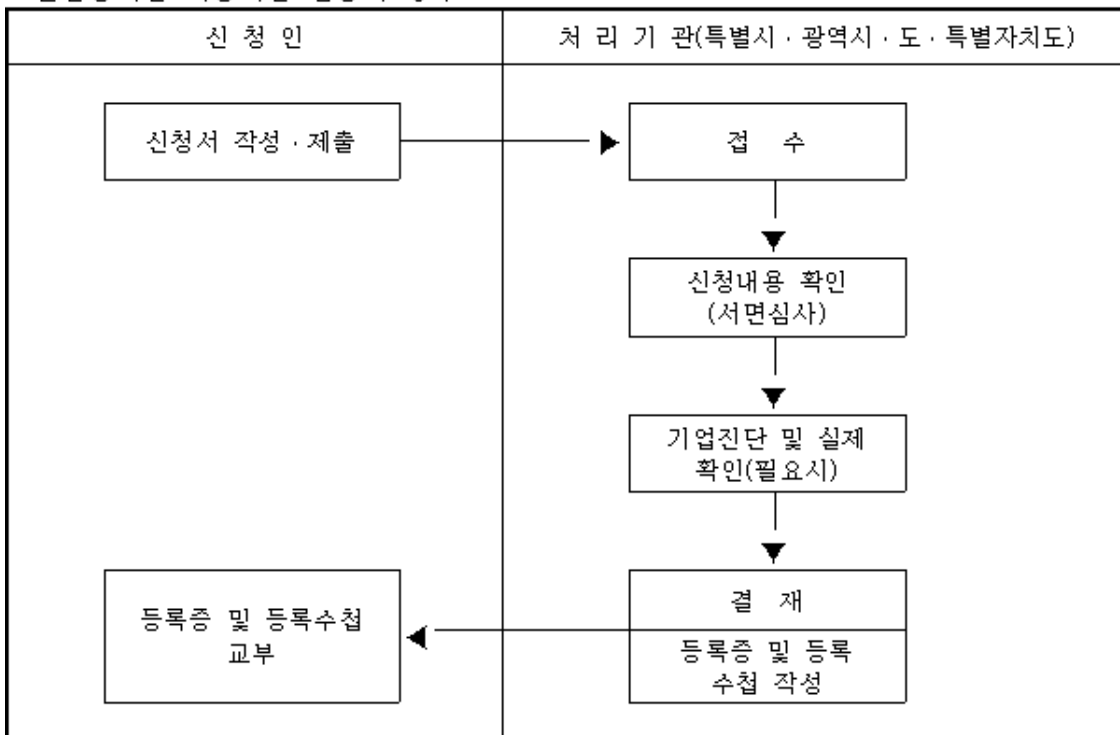 신 청 인
처 리 기 관(특별시 · 광역시 · 도 · 특별자치도)
신청서 작성 · 제출
접 수
신청내용 확인
(서면심사)
기업진단 및 실제
확인(필요시)
결 재
등록증 및 등록수첩
교부
등록증 및 등록
수첩 작성